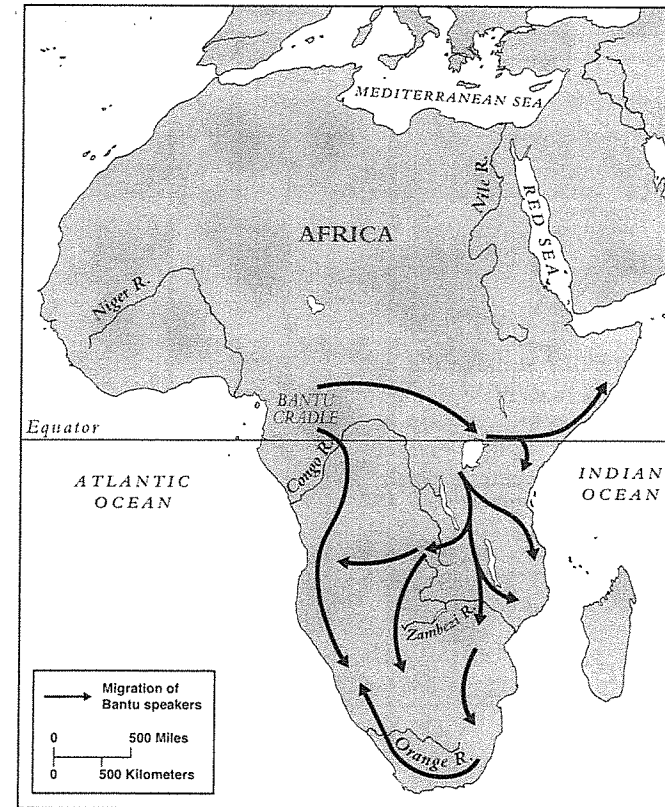 MEDITERRANEAN SEA
Nile R.
RED SEA
AFRICA
Niger R.
BANTU
CRADLE
Equator
Congo R.
ATLANTIC
OCEAN
INDIAN
OCEAN
Zambezi R.
Orange R.
Migration of
Bantu speakers
0 500 Miles
0 500 Kilometers